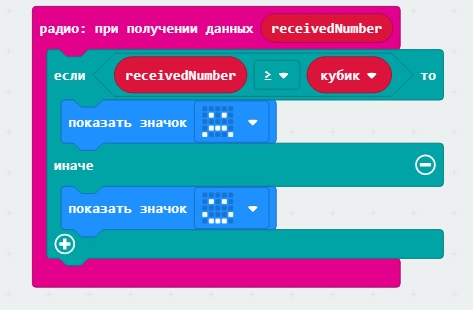 радио: при получении данных receivedNumber
если receivedNumber ≥ кубик то
показать значок
иначе
показать значок